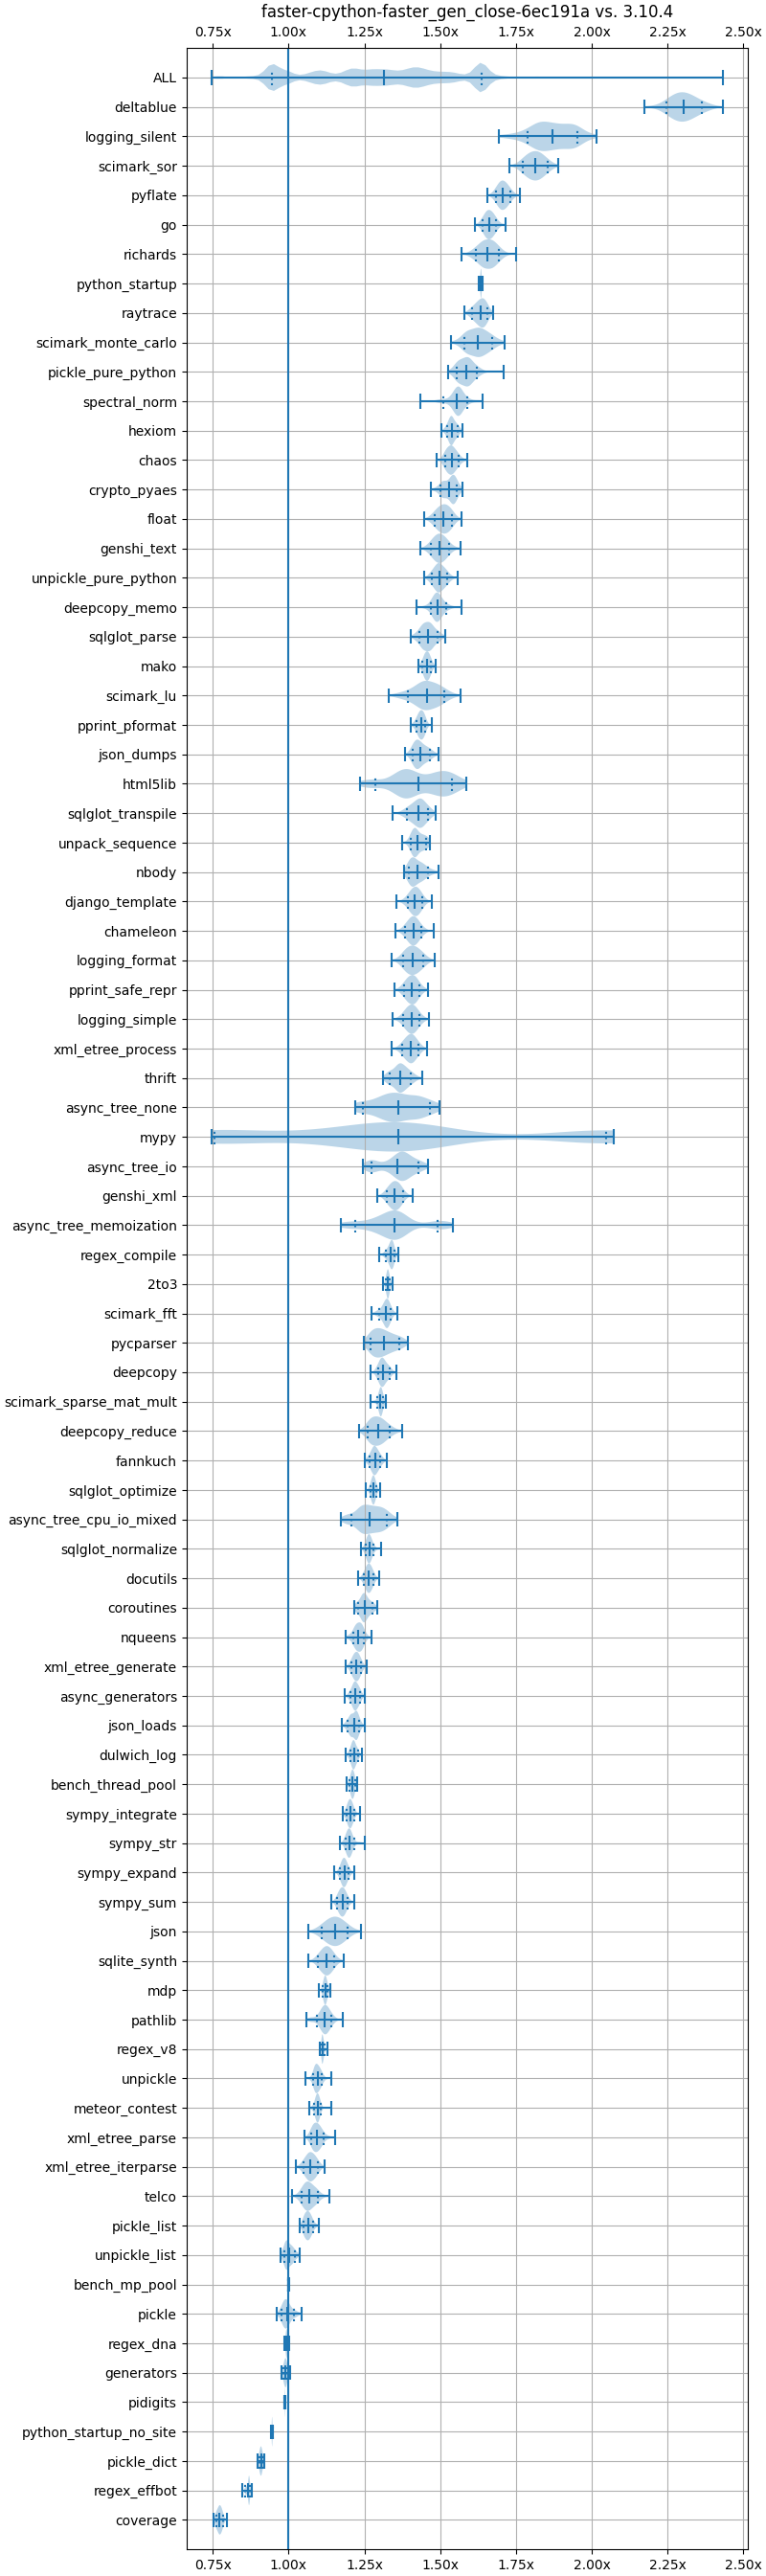 faster-cpython-faster_gen_close-6ec191a vs. 3.10.4
0.75x 1.00x 1.25x 1.50x 1.75x 2.00x 2.25x 2.50x
ALL
deltablue
logging_silent
scimark_sor
pyflate
go
richards
python_startup
raytrace
scimark_monte_carlo
pickle_pure_python
spectral_norm
hexiom
chaos
crypto_pyaes
float
genshi_text
unpickle_pure_python
deepcopy_memo
sqlglot_parse
mako
scimark_lu
pprint_pformat
json_dumps
html5lib
sqlglot_transpile
unpack_sequence
nbody
django_template
chameleon
logging_format
pprint_safe_repr
logging_simple
xml_etree_process
thrift
async_tree_none
mypy
async_tree_io
genshi_xml
async_tree_memoization
regex_compile
2to3
scimark_fft
pycparser
deepcopy
scimark_sparse_mat_mult
deepcopy_reduce
fannkuch
sqlglot_optimize
async_tree_cpu_io_mixed
sqlglot_normalize
docutils
coroutines
nqueens
xml_etree_generate
async_generators
json_loads
dulwich_log
bench_thread_pool
sympy_integrate
sympy_str
sympy_expand
sympy_sum
json
sqlite_synth
mdp
pathlib
regex_v8
unpickle
meteor_contest
xml_etree_parse
xml_etree_iterparse
telco
pickle_list
unpickle_list
bench_mp_pool
pickle
regex_dna
generators
pidigits
python_startup_no_site
pickle_dict
regex_effbot
coverage
0.75x 1.00x 1.25x 1.50x 1.75x 2.00x 2.25x 2.50x